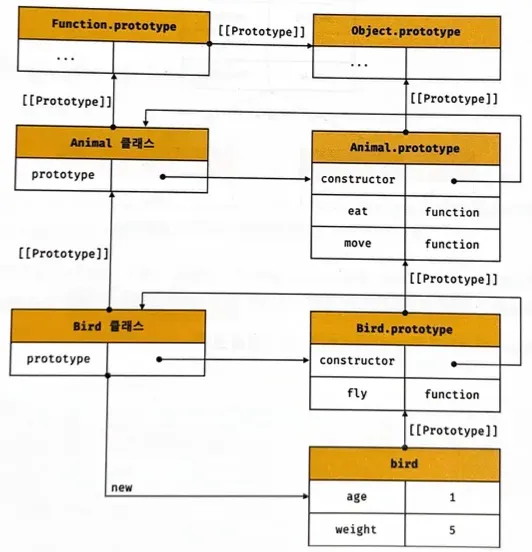 Function.prototype
[[Prototype]]
Object.prototype
...
...
[[Prototype]]
[[Prototype]]
Animal 클래스
Animal.prototype
prototype
constructor
eat function
move function
[[Prototype]]
[[Prototype]]
Bird 클래스
Bird.prototype
prototype
constructor
fly function
[[Prototype]]
bird
new
age 1
weight 5